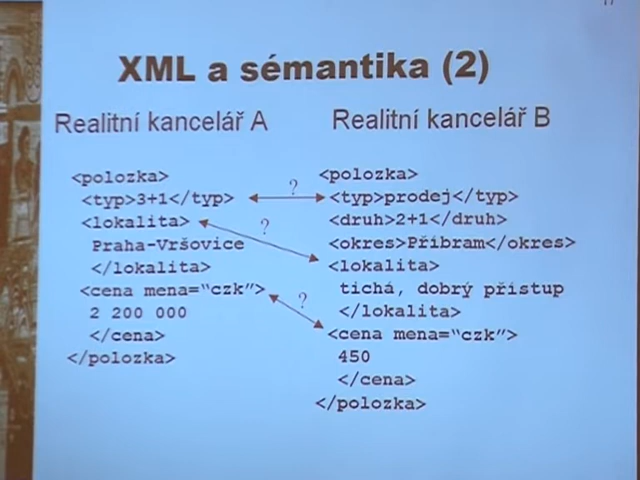 XML a sémantika (2)
Realitní kancelář A
<polozka>
<typ>3+1</typ>
<lokalita>
Praha-Vršovice
</lokalita>
<cena mena=“czk”>
2 200 000
</cena>
</polozka>
?
?
?
Realitní kancelář B
<polozka>
<typ>prodej</typ>
<druh>2+1</druh>
<okres>Příbram</okres>
<lokalita>
tichá, dobrý přístup
</lokalita>
<cena mena=“czk”>
450
</cena>
</polozka>